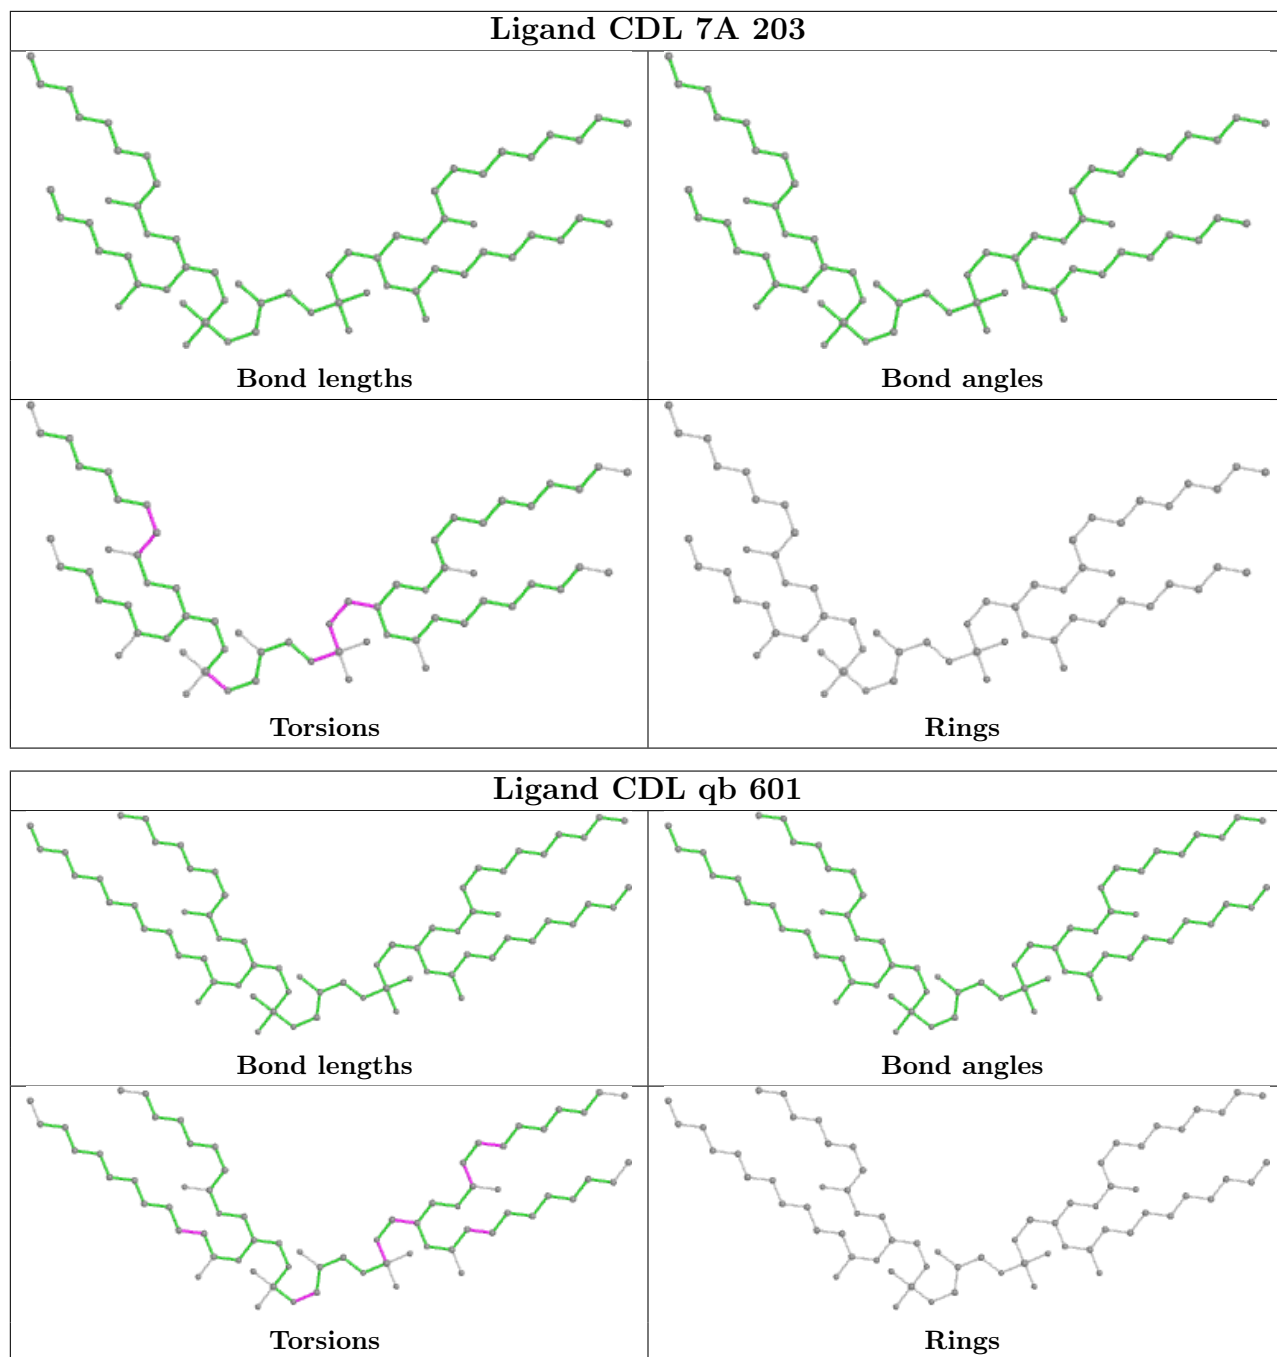 Ligand CDL 7A 203
Bond lengths
Bond angles
Torsions
Rings
Ligand CDL qb 601
Bond lengths
Bond angles
Torsions
Rings